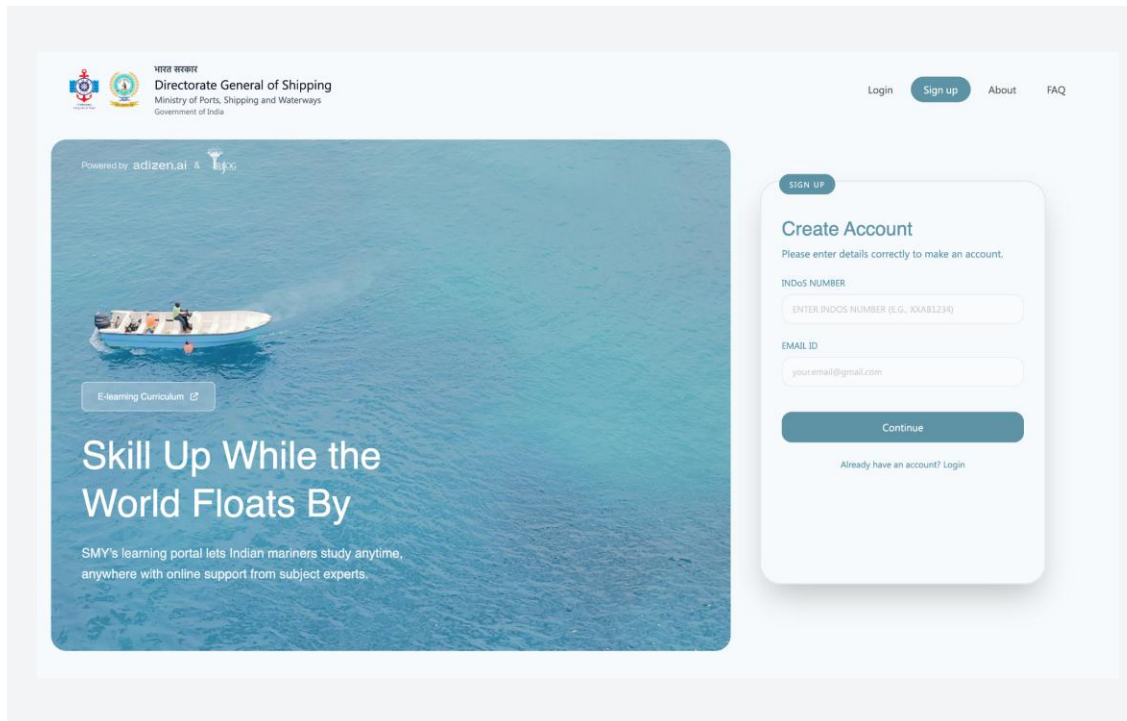 भारत सरकार
Directorate General of Shipping
Ministry of Ports, Shipping and Waterways
Government of India
Login
Sign up
About
FAQ
Powered by adizen.ai &
E-learning Curriculum
Skill Up While the
World Floats By
SMY's learning portal lets Indian mariners study anytime,
anywhere with online support from subject experts.
SIGN UP
Create Account
Please enter details correctly to make an account.
INDoS NUMBER
ENTER INDOS NUMBER (E.G., XXAB1234)
EMAIL ID
your.email@gmail.com
Continue
Already have an account? Login